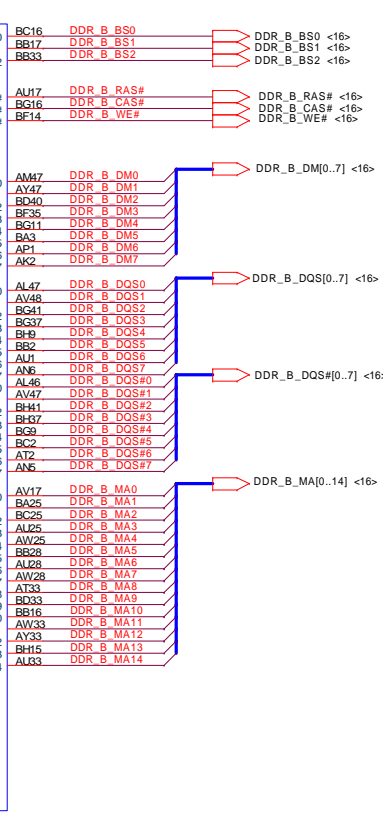 BC16 DDR_B_BS0 DDR_B_BS0 <16>
BB17 DDR_B_BS1 DDR_B_BS1 <16>
BB33 DDR_B_BS2 DDR_B_BS2 <16>
AU17 DDR_B_RAS# DDR_B_RAS# <16>
BG16 DDR_B_CAS# DDR_B_CAS# <16>
BF14 DDR_B_WE# DDR_B_WE# <16>
DDR_B_DM[0..7] <16>
AM47 DDR_B_DM0
AY47 DDR_B_DM1
BD40 DDR_B_DM2
BF35 DDR_B_DM3
BG11 DDR_B_DM4
BA3 DDR_B_DM5
AP1 DDR_B_DM6
AK2 DDR_B_DM7
DDR_B_DQS[0..7] <16>
AL47 DDR_B_DQS0
AV48 DDR_B_DQS1
BG41 DDR_B_DQS2
BG37 DDR_B_DQS3
BH9 DDR_B_DQS4
BB2 DDR_B_DQS5
AU1 DDR_B_DQS6
AN6 DDR_B_DQS7
DDR_B_DQS#[0..7] <16
AL46 DDR_B_DQS#0
AV47 DDR_B_DQS#1
BH41 DDR_B_DQS#2
BH37 DDR_B_DQS#3
BG9 DDR_B_DQS#4
BC2 DDR_B_DQS#5
AT2 DDR_B_DQS#6
AN5 DDR_B_DQS#7
DDR_B_MA[0..14] <16>
AV17 DDR_B_MA0
BA25 DDR_B_MA1
BC25 DDR_B_MA2
AU25 DDR_B_MA3
AW25 DDR_B_MA4
BB28 DDR_B_MA5
AU28 DDR_B_MA6
AW28 DDR_B_MA7
AT33 DDR_B_MA8
BD33 DDR_B_MA9
BB16 DDR_B_MA10
AW33 DDR_B_MA11
AY33 DDR_B_MA12
BH15 DDR_B_MA13
AU33 DDR_B_MA14